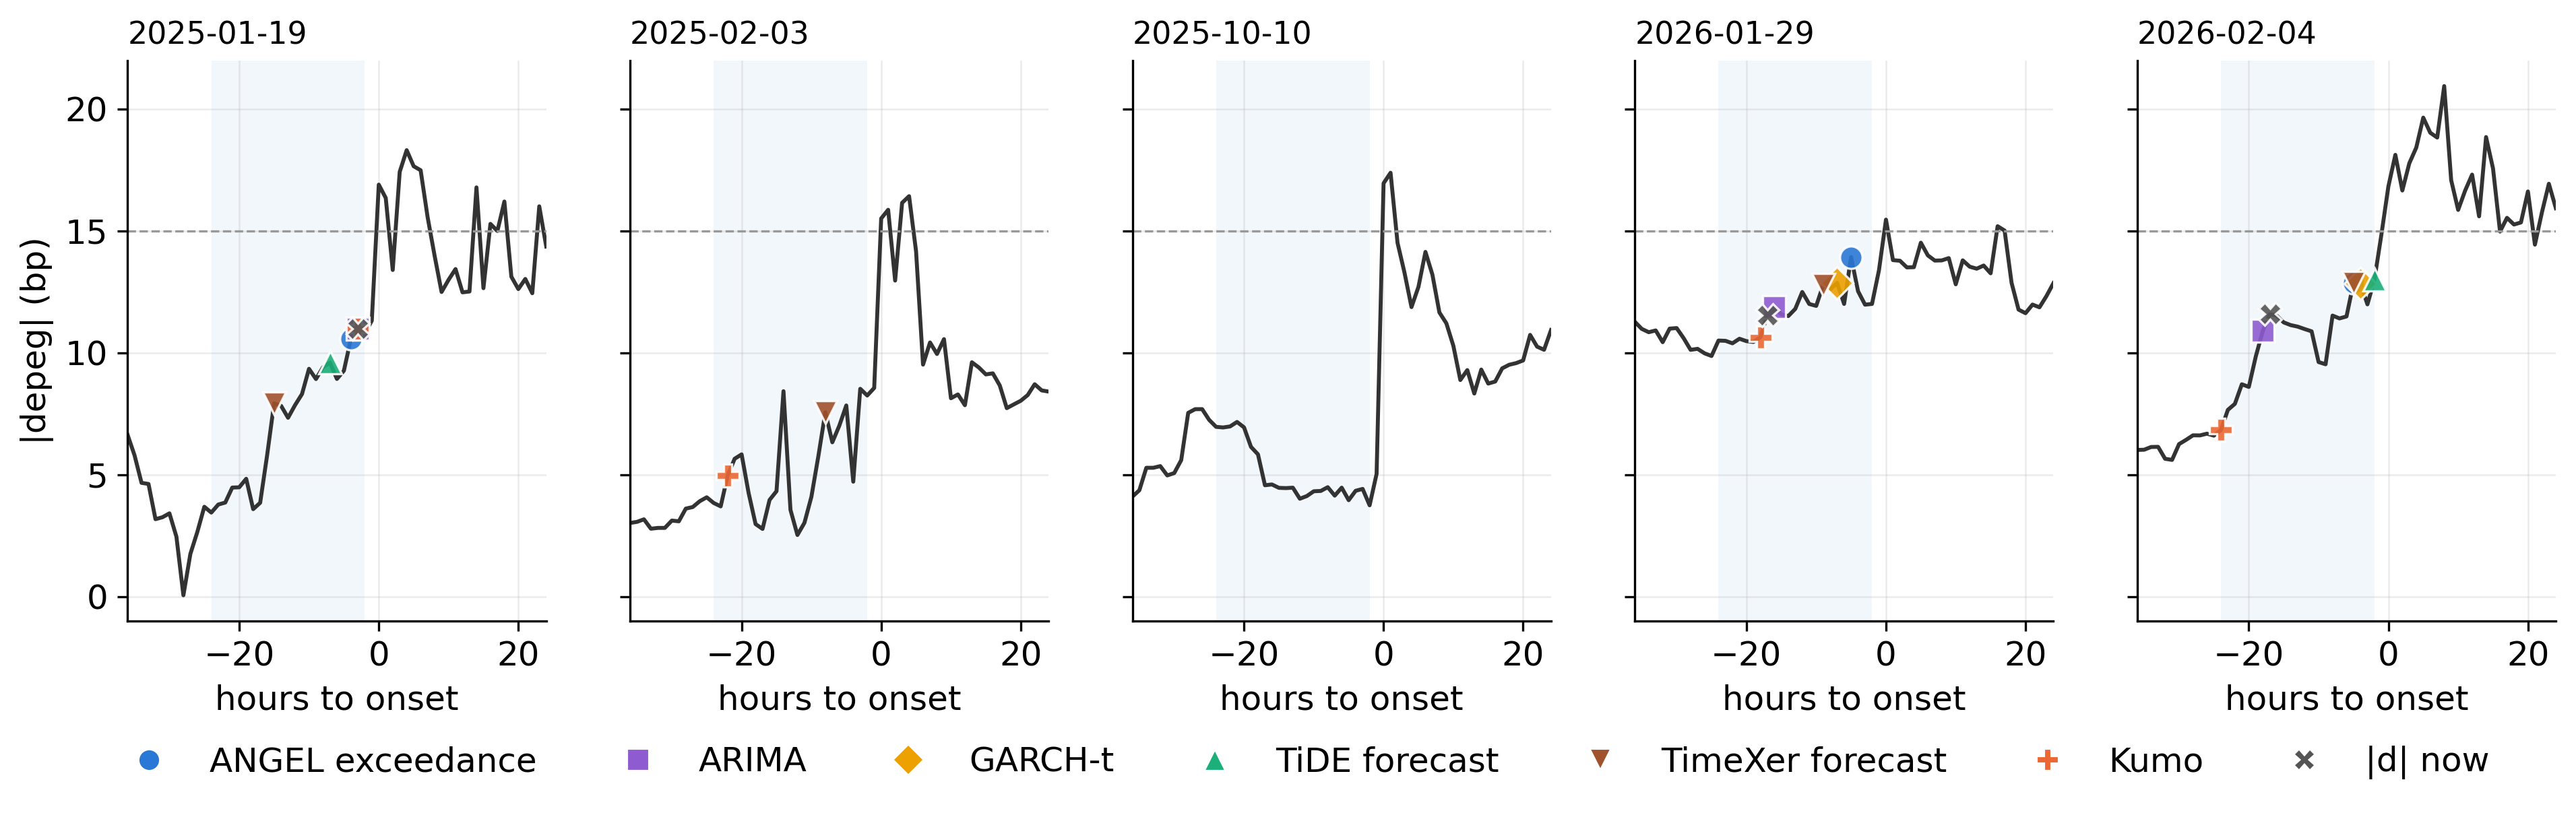 2025-01-19
2025-02-03
2025-10-10
2026-01-29
2026-02-04
|depeg| (bp)
20
15
10
5
0
−20 0 20
−20 0 20
−20 0 20
−20 0 20
−20 0 20
hours to onset
hours to onset
hours to onset
hours to onset
hours to onset
ANGEL exceedance
ARIMA
GARCH-t
TiDE forecast
TimeXer forecast
Kumo
|d| now